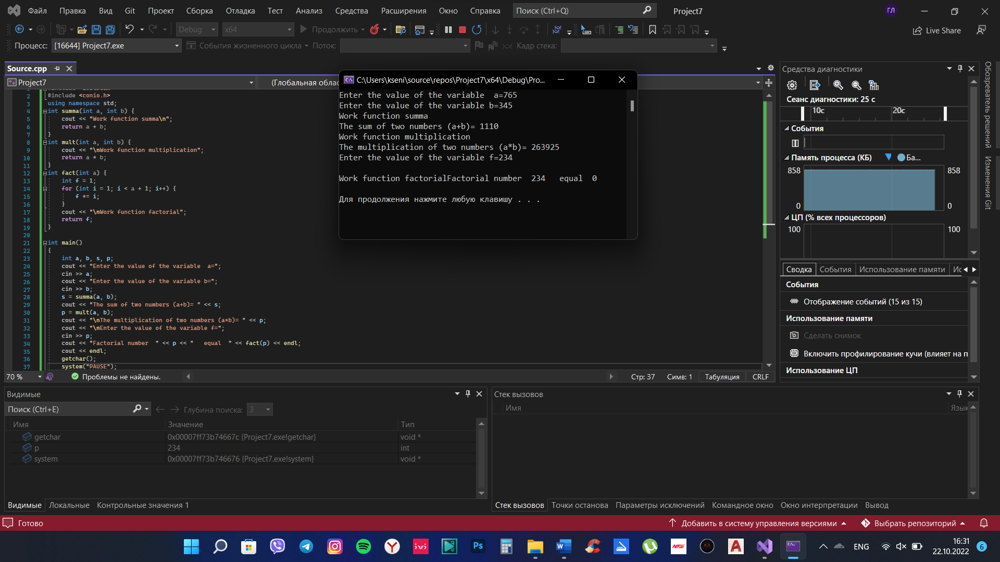 Файл Правка Вид Git Проект Сборка Отладка Тест Анализ Средства Расширения Окно Справка Поиск (Ctrl+Q) Project7 ГЛ
Debug x64 Продолжить Live Share
Процесс: [16644] Project7.exe События жизненного цикла Поток: Кадр стека:
Source.cpp
Project7 (Глобальная облас
2 #include <conio.h>
3 using namespace std;
4 int summa(int a, int b) {
5 cout << "Work function summa\n";
6 return a + b;
7 }
8 int mult(int a, int b) {
9 cout << "\nWork function multiplication";
10 return a * b;
11 }
12 int fact(int a) {
13 int f = 1;
14 for (int i = 1; i < a + 1; i++) {
15 f *= i;
16 }
17 cout << "\nWork function factorial";
18 return f;
19 }
20
21 int main()
22 {
23 int a, b, s, p;
24 cout << "Enter the value of the variable  a=";
25 cin >> a;
26 cout << "Enter the value of the variable b=";
27 cin >> b;
28 s = summa(a, b);
29 cout << "The sum of two numbers (a+b)= " << s;
30 p = mult(a, b);
31 cout << "\nThe multiplication of two numbers (a*b)= " << p;
32 cout << "\nEnter the value of the variable f=";
33 cin >> p;
34 cout << "Factorial number  " << p << "   equal  " << fact(p) << endl;
35 cout << endl;
36 getchar();
37 system("PAUSE");
70 % Проблемы не найдены. Стр: 37 Симв: 1 Табуляция CRLF
C:\Users\kseni\source\repos\Project7\x64\Debug\Pro...
Enter the value of the variable  a=765
Enter the value of the variable b=345
Work function summa
The sum of two numbers (a+b)= 1110
Work function multiplication
The multiplication of two numbers (a*b)= 263925
Enter the value of the variable f=234
Work function factorialFactorial number  234   equal  0
Для продолжения нажмите любую клавишу . . .
Средства диагностики
Сеанс диагностики: 25 с
10с 20с
События
Память процесса (КБ) Ба...
858 858
0 0
ЦП (% всех процессоров)
100 100
Сводка События Использование памяти Ис
События
Отображение событий (15 из 15)
Использование памяти
Сделать снимок
Включить профилирование кучи (влияет на п
Использование ЦП
Обозреватель решений
Изменения Git
Видимые
Поиск (Ctrl+E) Глубина поиска: 3
Имя Значение Тип
getchar 0x00007ff73b74667c {Project7.exe!getchar} void *
p 234 int
system 0x00007ff73b746676 {Project7.exe!system} void *
Видимые Локальные Контрольные значения 1
Стек вызовов
Имя Язык
Стек вызовов Точки останова Параметры исключений Командное окно Окно интерпретации Вывод
Готово Добавить в систему управления версиями Выбрать репозиторий
ivi Ps W NFS A ENG 16:31
22.10.2022 6